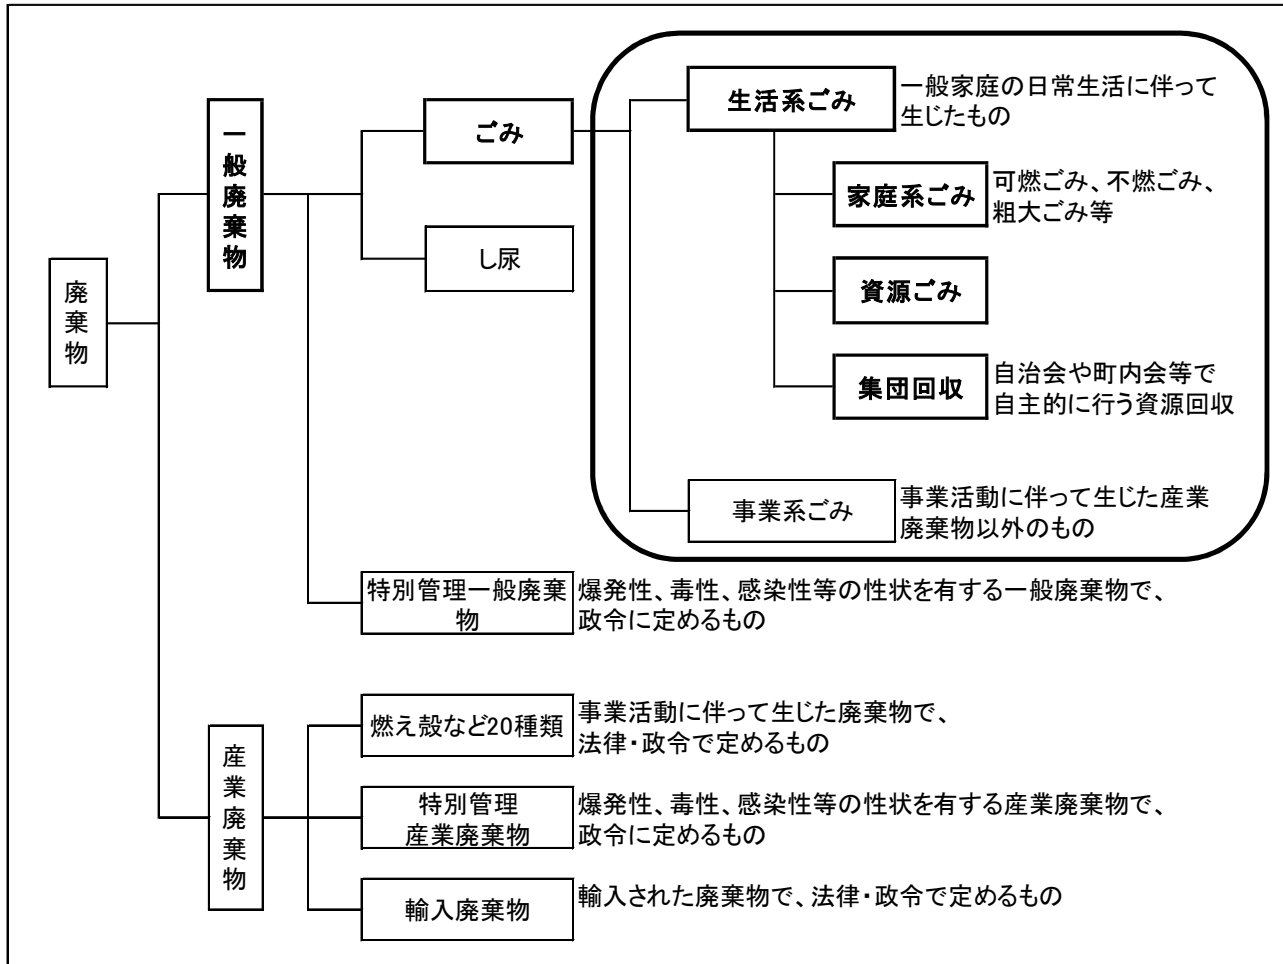 廃棄物
一般廃棄物
ごみ
生活系ごみ
一般家庭の日常生活に伴って
生じたもの
家庭系ごみ
可燃ごみ、不燃ごみ、
粗大ごみ等
資源ごみ
集団回収
自治会や町内会等で
自主的に行う資源回収
事業系ごみ
事業活動に伴って生じた産業
廃棄物以外のもの
し尿
特別管理一般廃棄
物
爆発性、毒性、感染性等の性状を有する一般廃棄物で、
政令に定めるもの
産業廃棄物
燃え殻など20種類
事業活動に伴って生じた廃棄物で、
法律・政令で定めるもの
特別管理
産業廃棄物
爆発性、毒性、感染性等の性状を有する産業廃棄物で、
政令に定めるもの
輸入廃棄物
輸入された廃棄物で、法律・政令で定めるもの